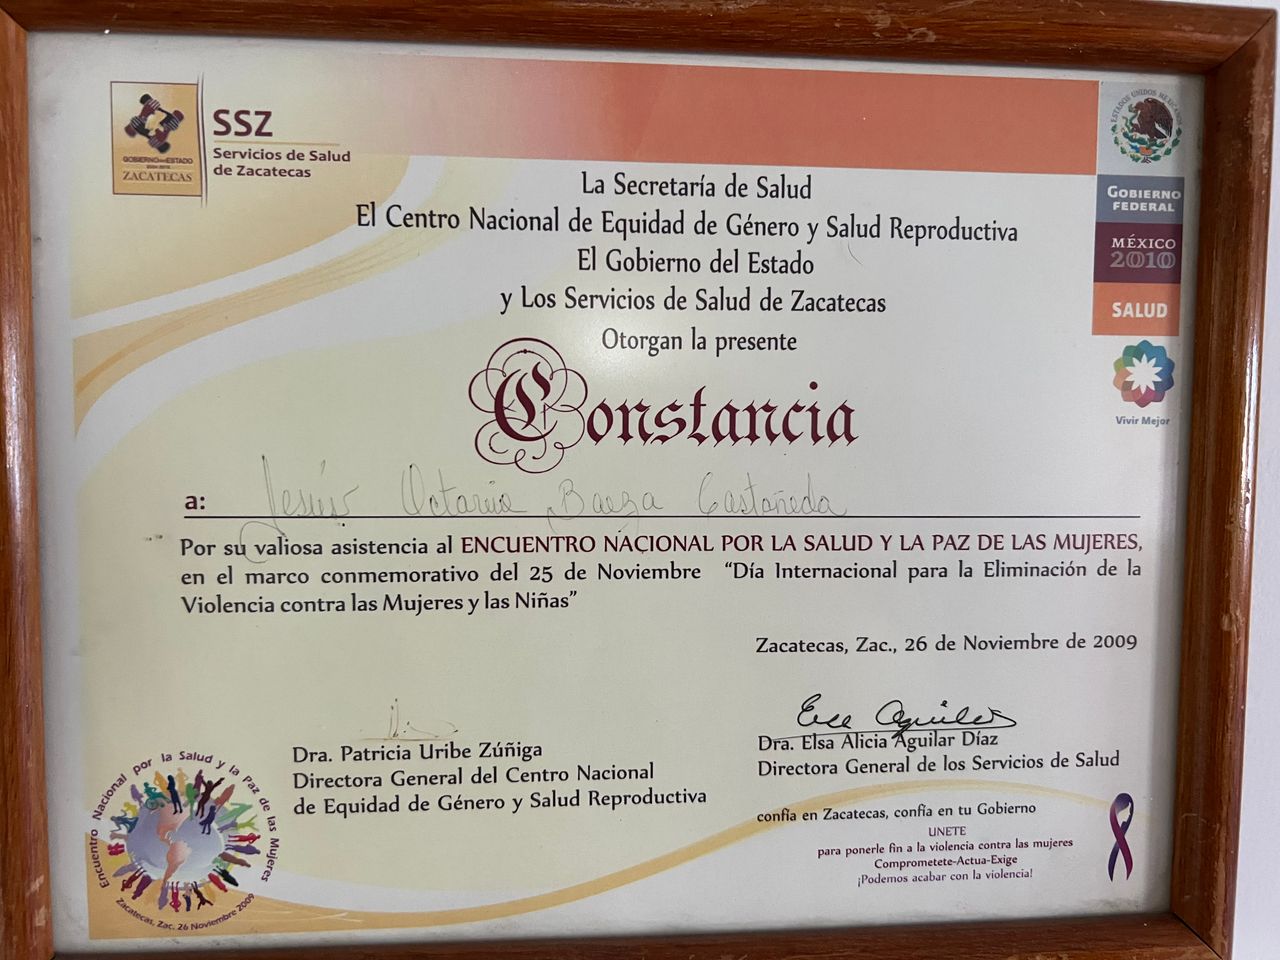 GOBIERNO DEL ESTADO
ZACATECAS
SSZ
Servicios de Salud
de Zacatecas
ESTADOS UNIDOS MEXICANOS
GOBIERNO
FEDERAL
MÉXICO
2010
SALUD
Vivir Mejor
La Secretaría de Salud
El Centro Nacional de Equidad de Género y Salud Reproductiva
El Gobierno del Estado
y Los Servicios de Salud de Zacatecas
Otorgan la presente
Constancia
a: Jesús Octavio Baeza Castañeda
Por su valiosa asistencia al ENCUENTRO NACIONAL POR LA SALUD Y LA PAZ DE LAS MUJERES,
en el marco conmemorativo del 25 de Noviembre “Día Internacional para la Eliminación de la
Violencia contra las Mujeres y las Niñas”
Zacatecas, Zac., 26 de Noviembre de 2009
Dra. Patricia Uribe Zúñiga
Directora General del Centro Nacional
de Equidad de Género y Salud Reproductiva
Dra. Elsa Alicia Aguilar Díaz
Directora General de los Servicios de Salud
Encuentro Nacional por la Salud y la Paz de las Mujeres
Zacatecas, Zac. 26 Noviembre 2009
confía en Zacatecas, confía en tu Gobierno
UNETE
para ponerle fin a la violencia contra las mujeres
Comprometete-Actua-Exige
¡Podemos acabar con la violencia!